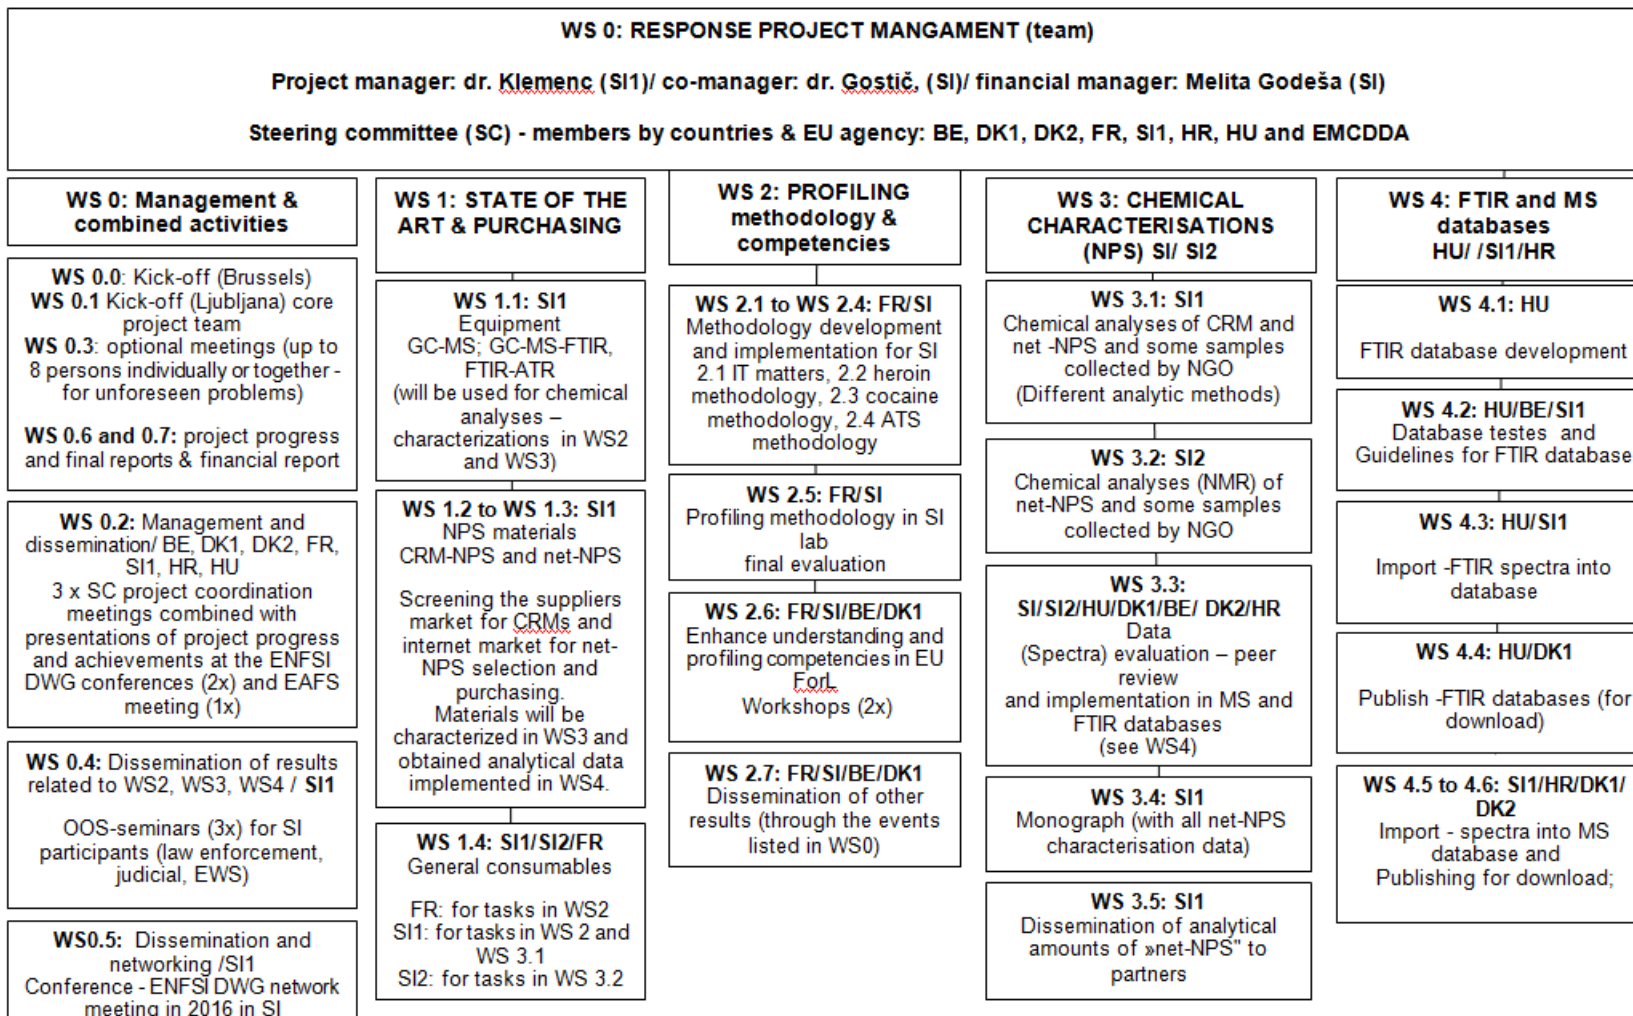 WS 0: RESPONSE PROJECT MANGAMENT (team)
Project manager: dr. Klemenc (SI1)/ co-manager: dr. Gostič, (SI)/ financial manager: Melita Godeša (SI)
Steering committee (SC) - members by countries & EU agency: BE, DK1, DK2, FR, SI1, HR, HU and EMCDDA
WS 0: Management &
combined activities
WS 0.0: Kick-off (Brussels)
WS 0.1 Kick-off (Ljubljana) core
project team
WS 0.3: optional meetings (up to
8 persons individually or together -
for unforeseen problems)
WS 0.6 and 0.7: project progress
and final reports & financial report
WS 0.2: Management and
dissemination/ BE, DK1, DK2, FR,
SI1, HR, HU
3 x SC project coordination
meetings combined with
presentations of project progress
and achievements at the ENFSI
DWG conferences (2x) and EAFS
meeting (1x)
WS 0.4: Dissemination of results
related to WS2, WS3, WS4 / SI1
OOS-seminars (3x) for SI
participants (law enforcement,
judicial, EWS)
WS0.5: Dissemination and
networking /SI1
Conference - ENFSI DWG network
meeting in 2016 in SI
WS 1: STATE OF THE
ART & PURCHASING
WS 1.1: SI1
Equipment
GC-MS; GC-MS-FTIR,
FTIR-ATR
(will be used for chemical
analyses –
characterizations in WS2
and WS3)
WS 1.2 to WS 1.3: SI1
NPS materials
CRM-NPS and net-NPS
Screening the suppliers
market for CRMs and
internet market for net-
NPS selection and
purchasing.
Materials will be
characterized in WS3 and
obtained analytical data
implemented in WS4.
WS 1.4: SI1/SI2/FR
General consumables
FR: for tasks in WS2
SI1: for tasks in WS 2 and
WS 3.1
SI2: for tasks in WS 3.2
WS 2: PROFILING
methodology &
competencies
WS 2.1 to WS 2.4: FR/SI
Methodology development
and implementation for SI
2.1 IT matters, 2.2 heroin
methodology, 2.3 cocaine
methodology, 2.4 ATS
methodology
WS 2.5: FR/SI
Profiling methodology in SI
lab
final evaluation
WS 2.6: FR/SI/BE/DK1
Enhance understanding and
profiling competencies in EU
ForL
Workshops (2x)
WS 2.7: FR/SI/BE/DK1
Dissemination of other
results (through the events
listed in WS0)
WS 3: CHEMICAL
CHARACTERISATIONS
(NPS) SI/ SI2
WS 3.1: SI1
Chemical analyses of CRM and
net -NPS and some samples
collected by NGO
(Different analytic methods)
WS 3.2: SI2
Chemical analyses (NMR) of
net-NPS and some samples
collected by NGO
WS 3.3:
SI/SI2/HU/DK1/BE/ DK2/HR
Data
(Spectra) evaluation – peer
review
and implementation in MS and
FTIR databases
(see WS4)
WS 3.4: SI1
Monograph (with all net-NPS
characterisation data)
WS 3.5: SI1
Dissemination of analytical
amounts of »net-NPS" to
partners
WS 4: FTIR and MS
databases
HU/ /SI1/HR
WS 4.1: HU
FTIR database development
WS 4.2: HU/BE/SI1
Database testes and
Guidelines for FTIR database
WS 4.3: HU/SI1
Import -FTIR spectra into
database
WS 4.4: HU/DK1
Publish -FTIR databases (for
download)
WS 4.5 to 4.6: SI1/HR/DK1/
DK2
Import - spectra into MS
database and
Publishing for download;